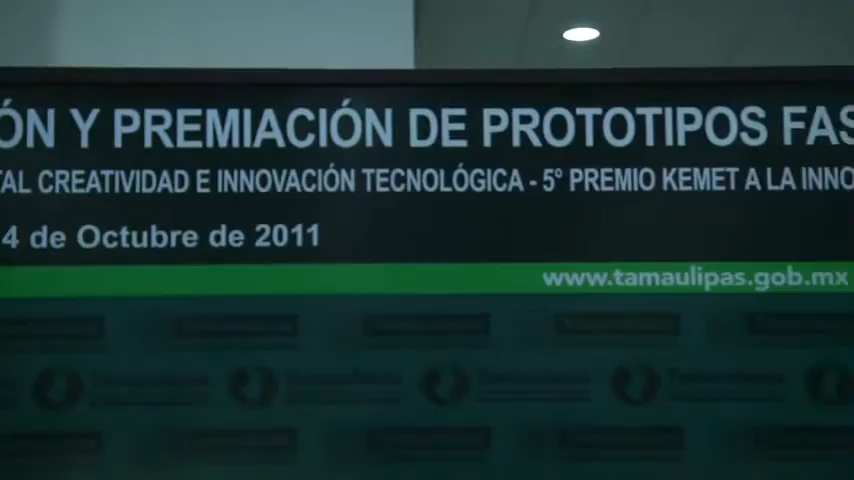 ÓN Y PREMIACIÓN DE PROTOTIPOS FAS
TAL CREATIVIDAD E INNOVACIÓN TECNOLÓGICA - 5° PREMIO KEMET A LA INNO
4 de Octubre de 2011
www.tamaulipas.gob.mx